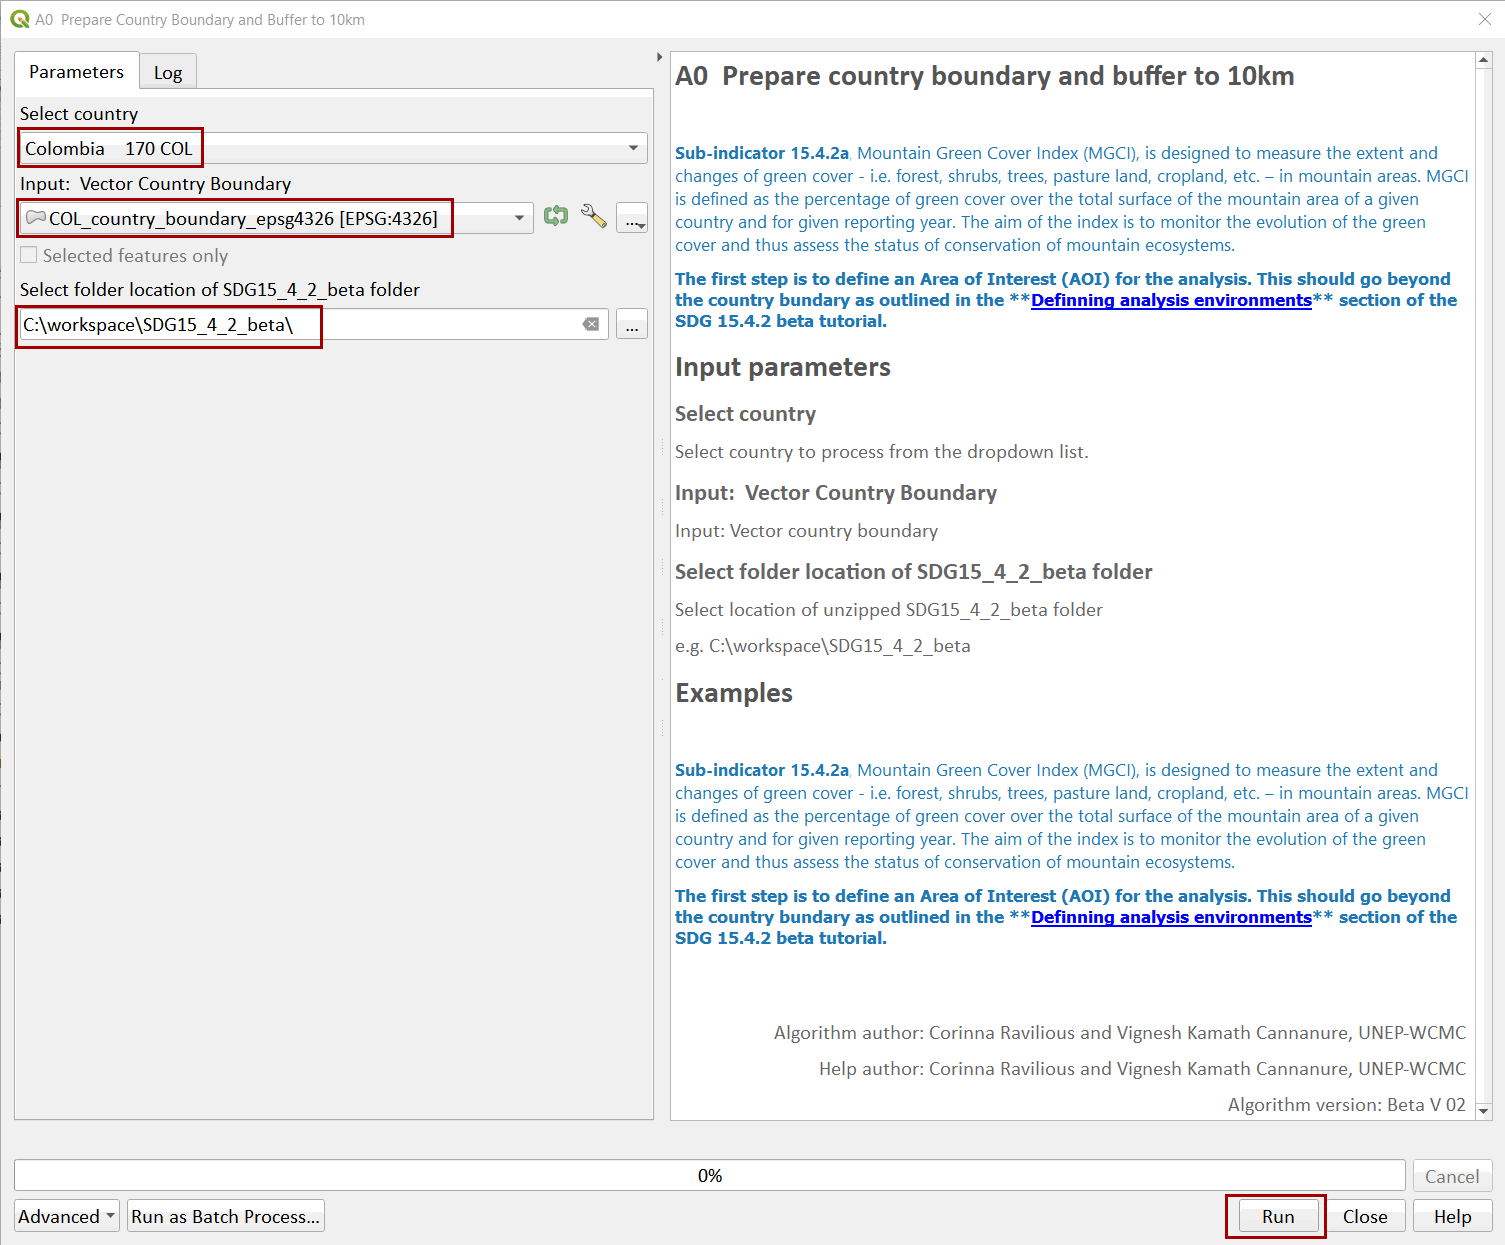 A0 Prepare Country Boundary and Buffer to 10km
Parameters
Log
Select country
Colombia 170 COL
Input: Vector Country Boundary
COL_country_boundary_epsg4326 [EPSG:4326]
...
Selected features only
Select folder location of SDG15_4_2_beta folder
C:\workspace\SDG15_4_2_beta\
...
A0 Prepare country boundary and buffer to 10km
Sub-indicator 15.4.2a, Mountain Green Cover Index (MGCI), is designed to measure the extent and
changes of green cover - i.e. forest, shrubs, trees, pasture land, cropland, etc. – in mountain areas. MGCI
is defined as the percentage of green cover over the total surface of the mountain area of a given
country and for given reporting year. The aim of the index is to monitor the evolution of the green
cover and thus assess the status of conservation of mountain ecosystems.
The first step is to define an Area of Interest (AOI) for the analysis. This should go beyond
the country bundary as outlined in the **Definning analysis environments** section of the
SDG 15.4.2 beta tutorial.
Input parameters
Select country
Select country to process from the dropdown list.
Input: Vector Country Boundary
Input: Vector country boundary
Select folder location of SDG15_4_2_beta folder
Select location of unzipped SDG15_4_2_beta folder
e.g. C:\workspace\SDG15_4_2_beta
Examples
Sub-indicator 15.4.2a, Mountain Green Cover Index (MGCI), is designed to measure the extent and
changes of green cover - i.e. forest, shrubs, trees, pasture land, cropland, etc. – in mountain areas. MGCI
is defined as the percentage of green cover over the total surface of the mountain area of a given
country and for given reporting year. The aim of the index is to monitor the evolution of the green
cover and thus assess the status of conservation of mountain ecosystems.
The first step is to define an Area of Interest (AOI) for the analysis. This should go beyond
the country bundary as outlined in the **Definning analysis environments** section of the
SDG 15.4.2 beta tutorial.
Algorithm author: Corinna Ravilious and Vignesh Kamath Cannanure, UNEP-WCMC
Help author: Corinna Ravilious and Vignesh Kamath Cannanure, UNEP-WCMC
Algorithm version: Beta V 02
0%
Cancel
Advanced
Run as Batch Process...
Run
Close
Help